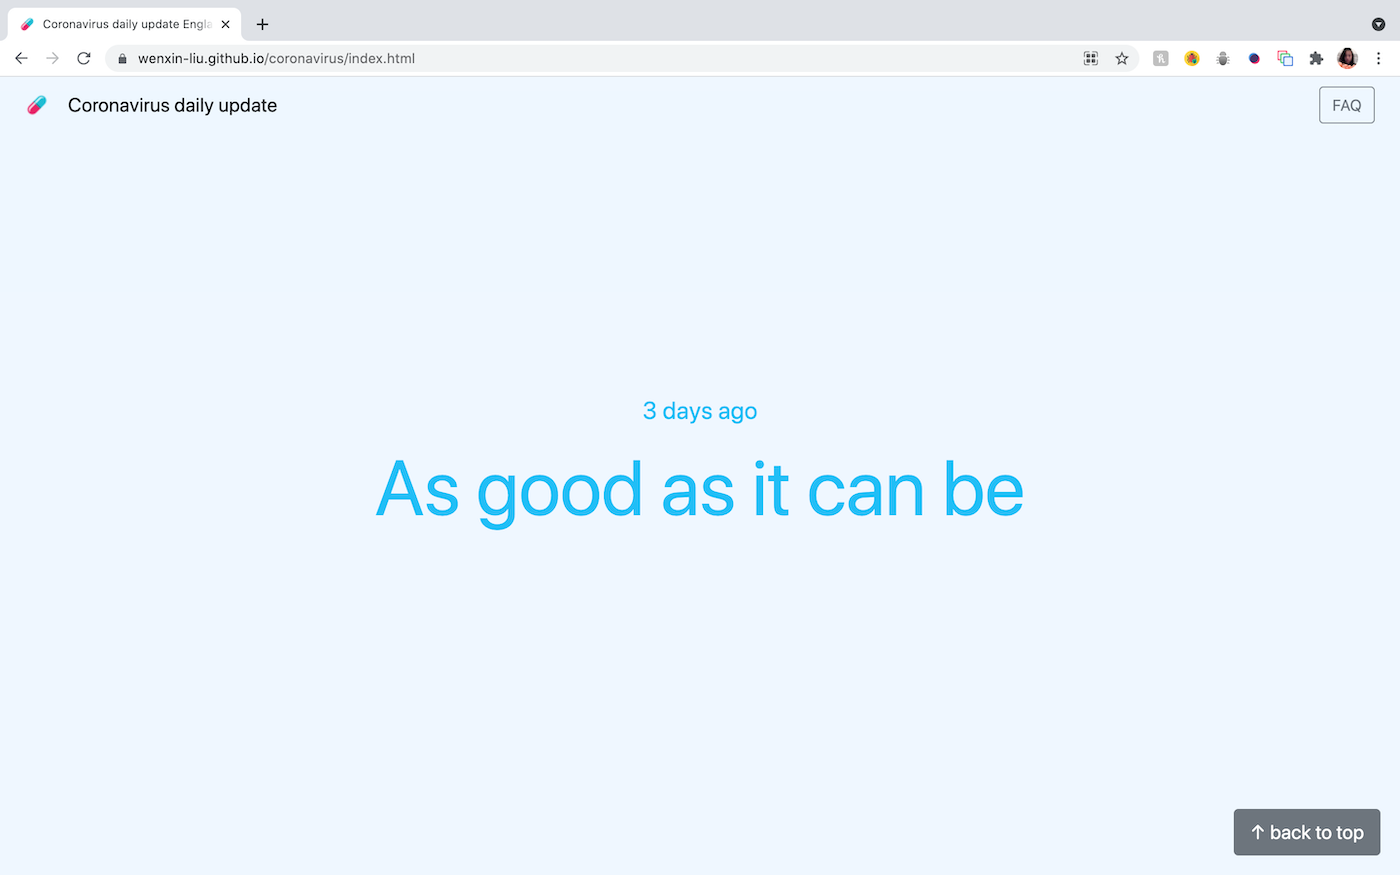 Coronavirus daily update Engla
wenxin-liu.github.io/coronavirus/index.html
Coronavirus daily update
FAQ
3 days ago
As good as it can be
↑ back to top